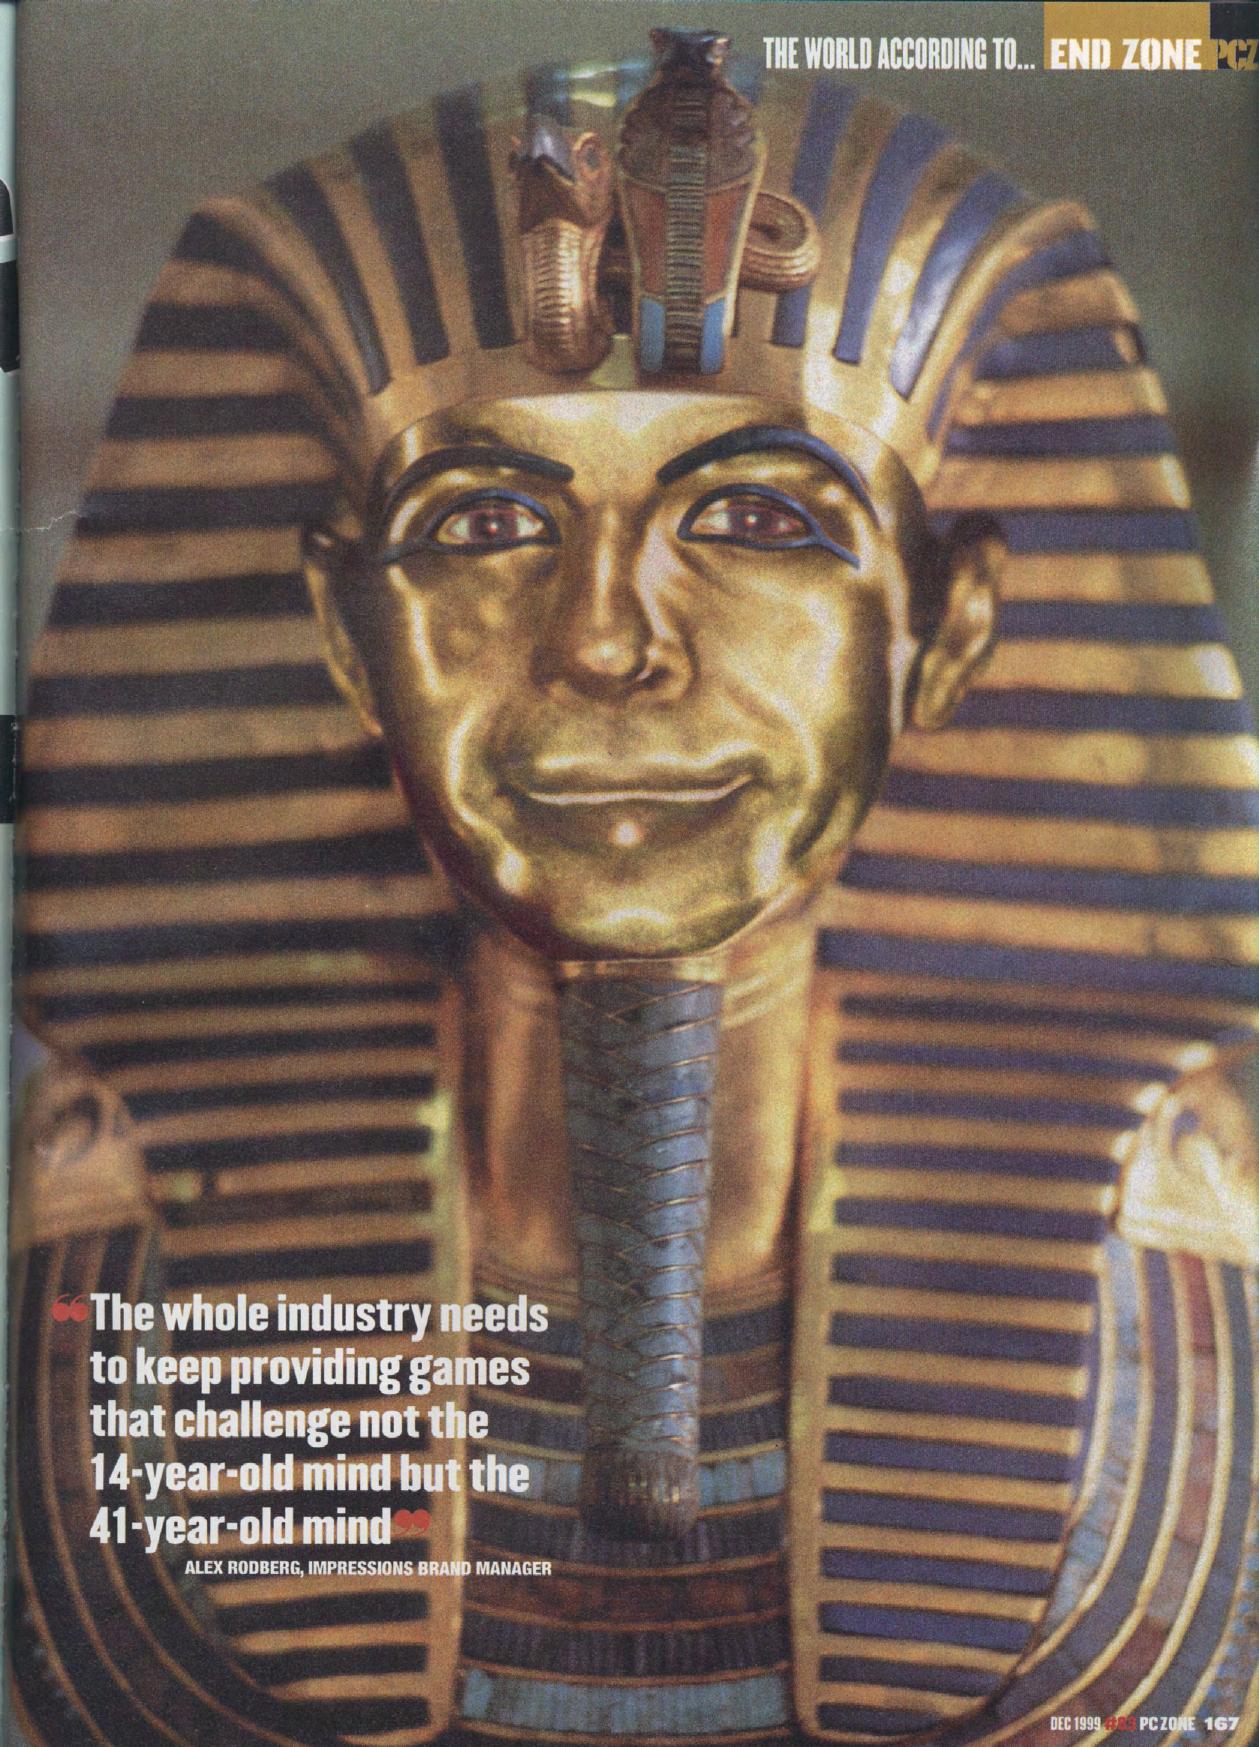 THE WORLD ACCORDING TO... END ZONE PCZ
“The whole industry needs
to keep providing games
that challenge not the
14-year-old mind but the
41-year-old mind”
ALEX RODBERG, IMPRESSIONS BRAND MANAGER
DEC 1999 #83 PC ZONE 167